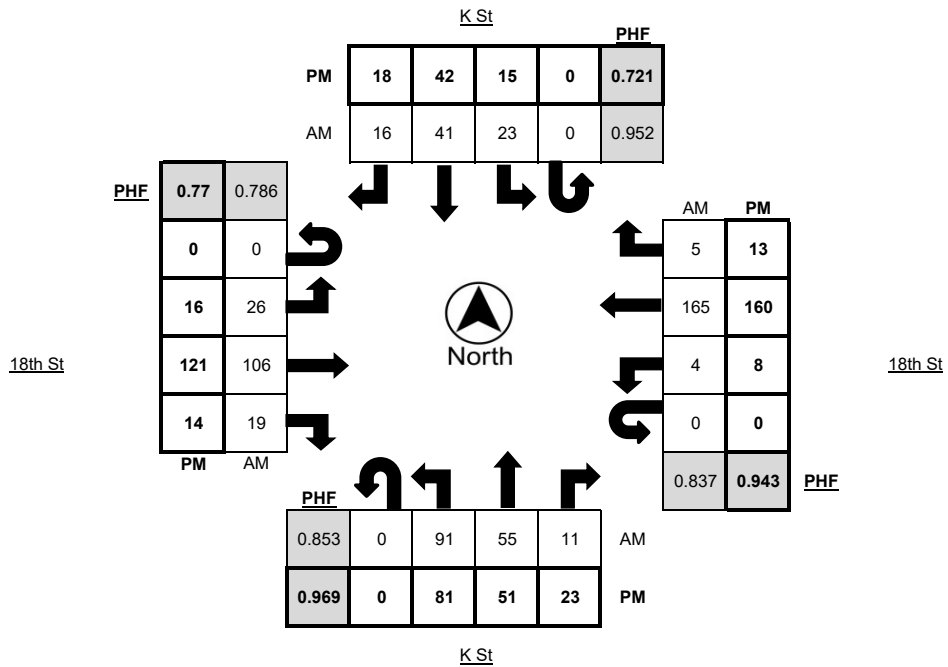 K St
PHF
PM 18 42 15 0 0.721
AM 16 41 23 0 0.952
PHF 0.77 0.786
AM PM
0 0
5 13
16 26
165 160
North
18th St 121 106
4 8 18th St
14 19
0 0
PM AM
0.837 0.943 PHF
PHF
0.853 0 91 55 11 AM
0.969 0 81 51 23 PM
K St